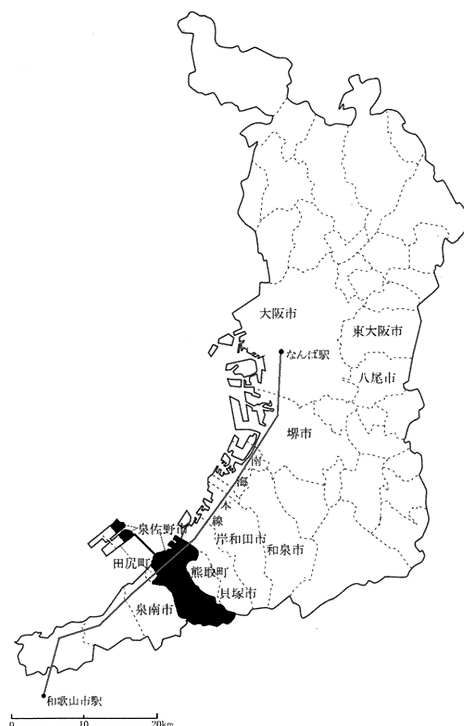 大阪市
東大阪市
なんば駅
八尾市
堺市
南海本線
泉佐野市
岸和田市
和泉市
田尻町
熊取町
貝塚市
泉南市
和歌山市駅
0 10 20km